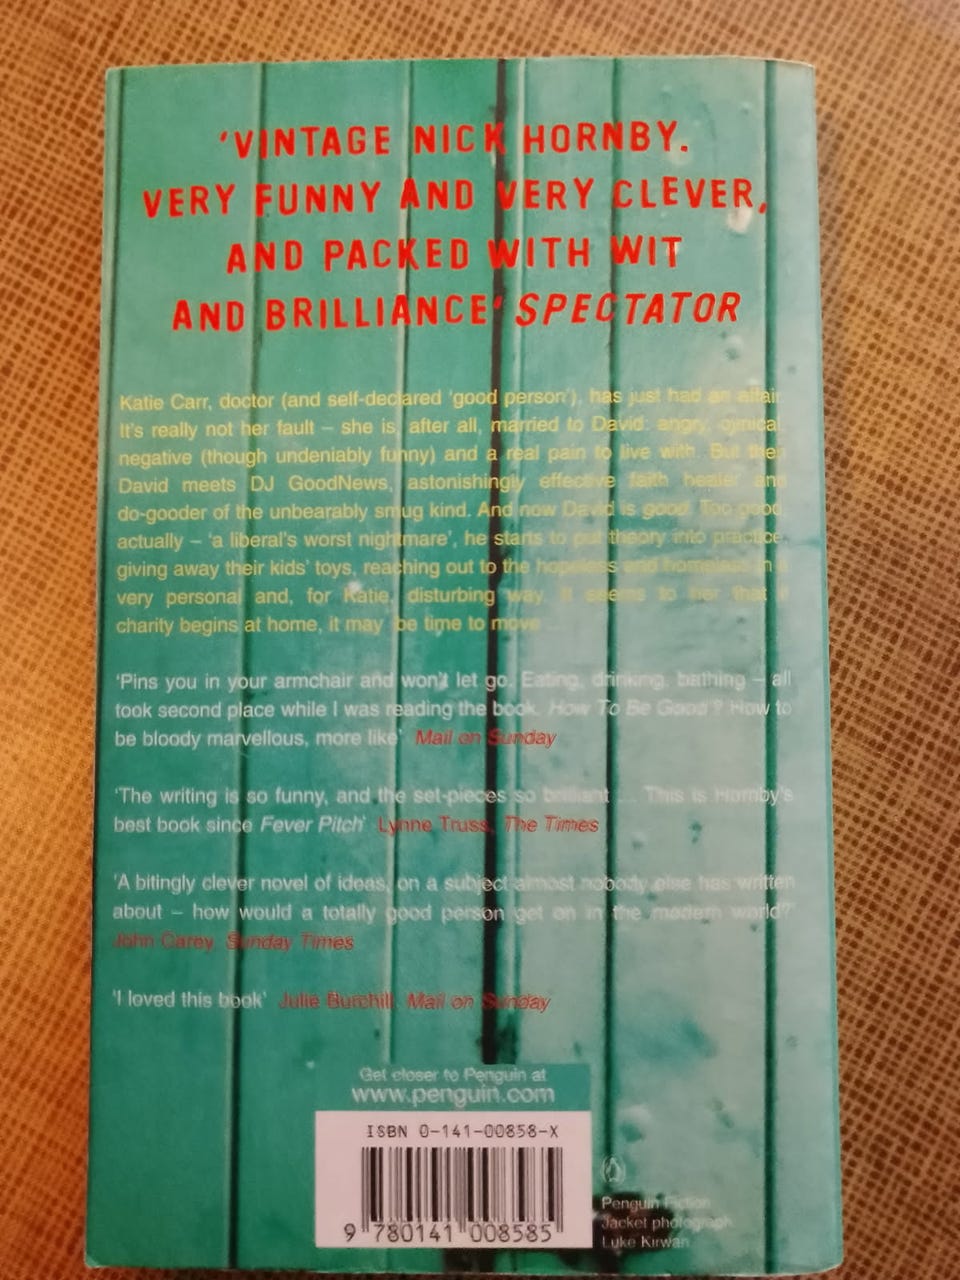 'VINTAGE NICK HORNBY.
VERY FUNNY AND VERY CLEVER,
AND PACKED WITH WIT
AND BRILLIANCE' SPECTATOR
Katie Carr, doctor (and self-declared 'good person'), has just had an affair.
It's really not her fault – she is, after all, married to David: angry, cynical,
negative (though undeniably funny) and a real pain to live with. But then
David meets DJ GoodNews, astonishingly effective faith healer and
do-gooder of the unbearably smug kind. And now David is good. Too good,
actually – 'a liberal's worst nightmare', he starts to put theory into practice,
giving away their kids' toys, reaching out to the hopeless and homeless in a
very personal and, for Katie, disturbing way. It seems to her that if
charity begins at home, it may be time to move ...
'Pins you in your armchair and won't let go. Eating, drinking, bathing – all
took second place while I was reading the book. How To Be Good? How to
be bloody marvellous, more like' Mail on Sunday
'The writing is so funny, and the set-pieces so brilliant ... This is Hornby's
best book since Fever Pitch' Lynne Truss, The Times
'A bitingly clever novel of ideas, on a subject almost nobody else has written
about – how would a totally good person get on in the modern world?'
John Carey, Sunday Times
'I loved this book' Julie Burchill, Mail on Sunday
Get closer to Penguin at
www.penguin.com
ISBN 0-141-00858-X
9 780141 008585
Penguin Fiction
Jacket photograph:
Luke Kirwan